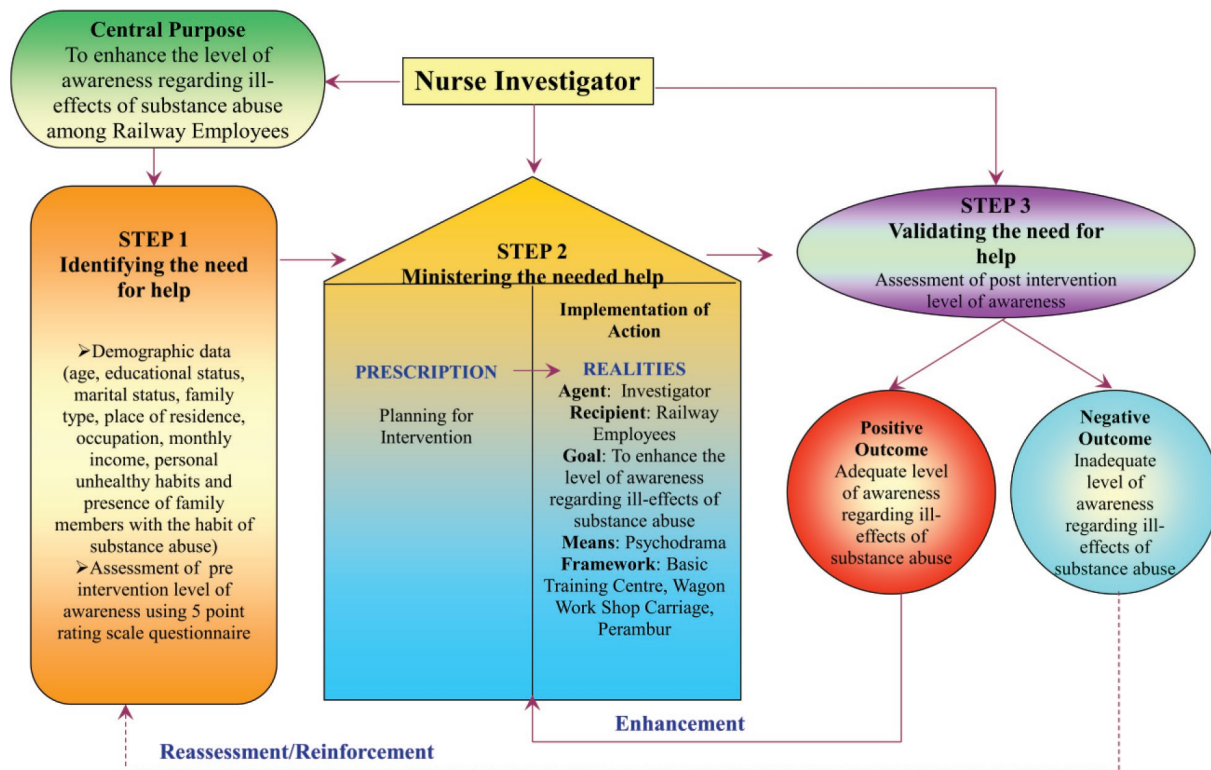 Central Purpose
To enhance the level of
awareness regarding ill-
effects of substance abuse
among Railway Employees
Nurse Investigator
STEP 1
Identifying the need
for help
➢Demographic data
(age, educational status,
marital status, family
type, place of residence,
occupation, monthly
income, personal
unhealthy habits and
presence of family
members with the habit of
substance abuse)
➢Assessment of pre
intervention level of
awareness using 5 point
rating scale questionnaire
STEP 2
Ministering the needed help
PRESCRIPTION
Planning for
Intervention
Implementation of
Action
REALITIES
Agent: Investigator
Recipient: Railway
Employees
Goal: To enhance the
level of awareness
regarding ill-effects of
substance abuse
Means: Psychodrama
Framework: Basic
Training Centre, Wagon
Work Shop Carriage,
Perambur
STEP 3
Validating the need for
help
Assessment of post intervention
level of awareness
Positive
Outcome
Adequate level
of awareness
regarding ill-
effects of
substance abuse
Negative
Outcome
Inadequate
level of
awareness
regarding ill-
effects of
substance abuse
Enhancement
Reassessment/Reinforcement